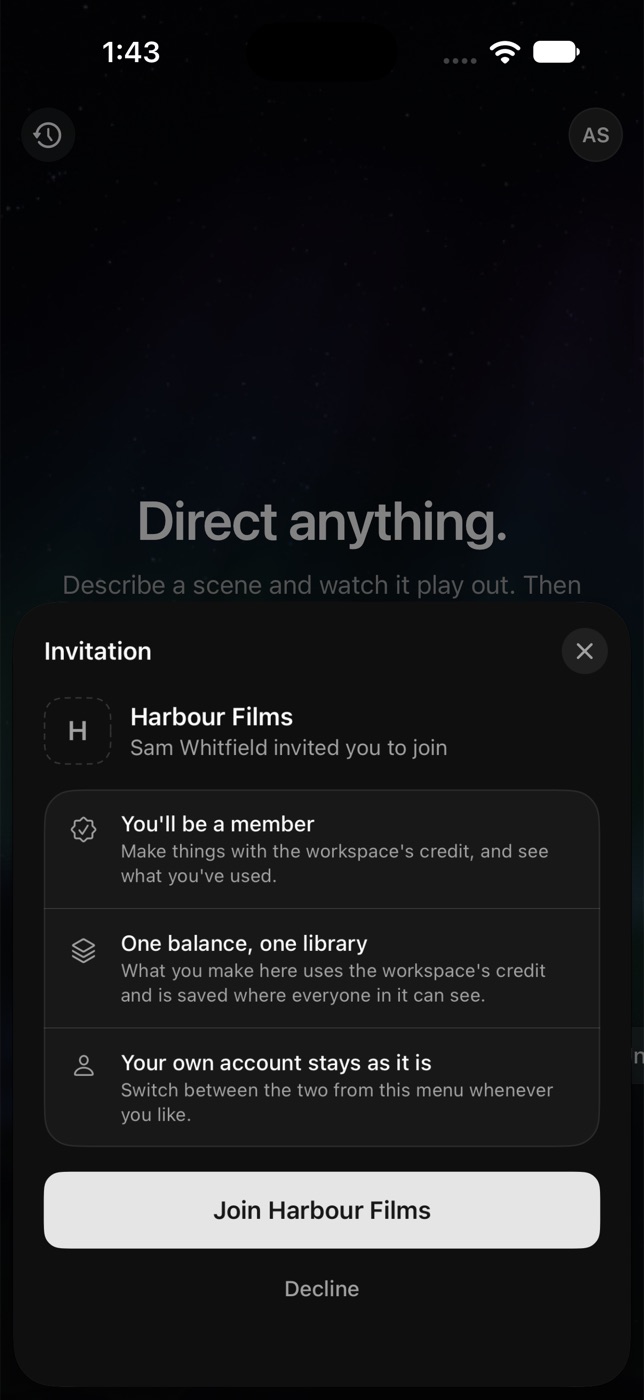 1:43
AS
Direct anything.
Describe a scene and watch it play out. Then
Invitation
H
Harbour Films
Sam Whitfield invited you to join
You'll be a member
Make things with the workspace's credit, and see
what you've used.
One balance, one library
What you make here uses the workspace's credit
and is saved where everyone in it can see.
Your own account stays as it is
Switch between the two from this menu whenever
you like.
Join Harbour Films
Decline